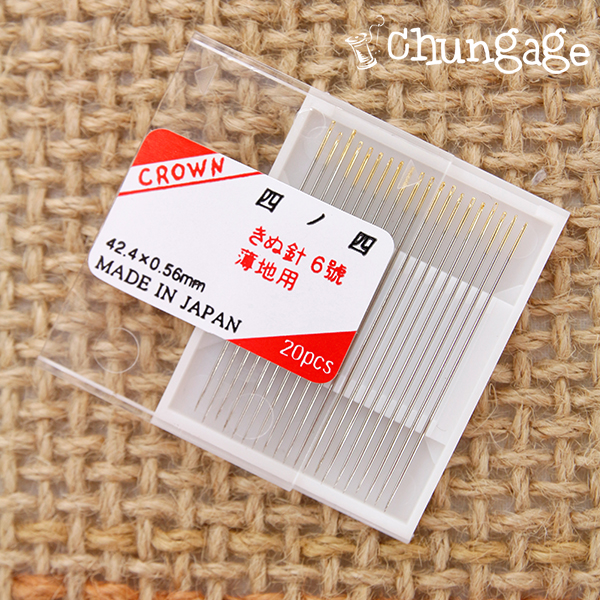 Chungage
CROWN
四ノ四
きぬ針 6號
薄地用
42.4×0.56mm
MADE IN JAPAN
20pcs